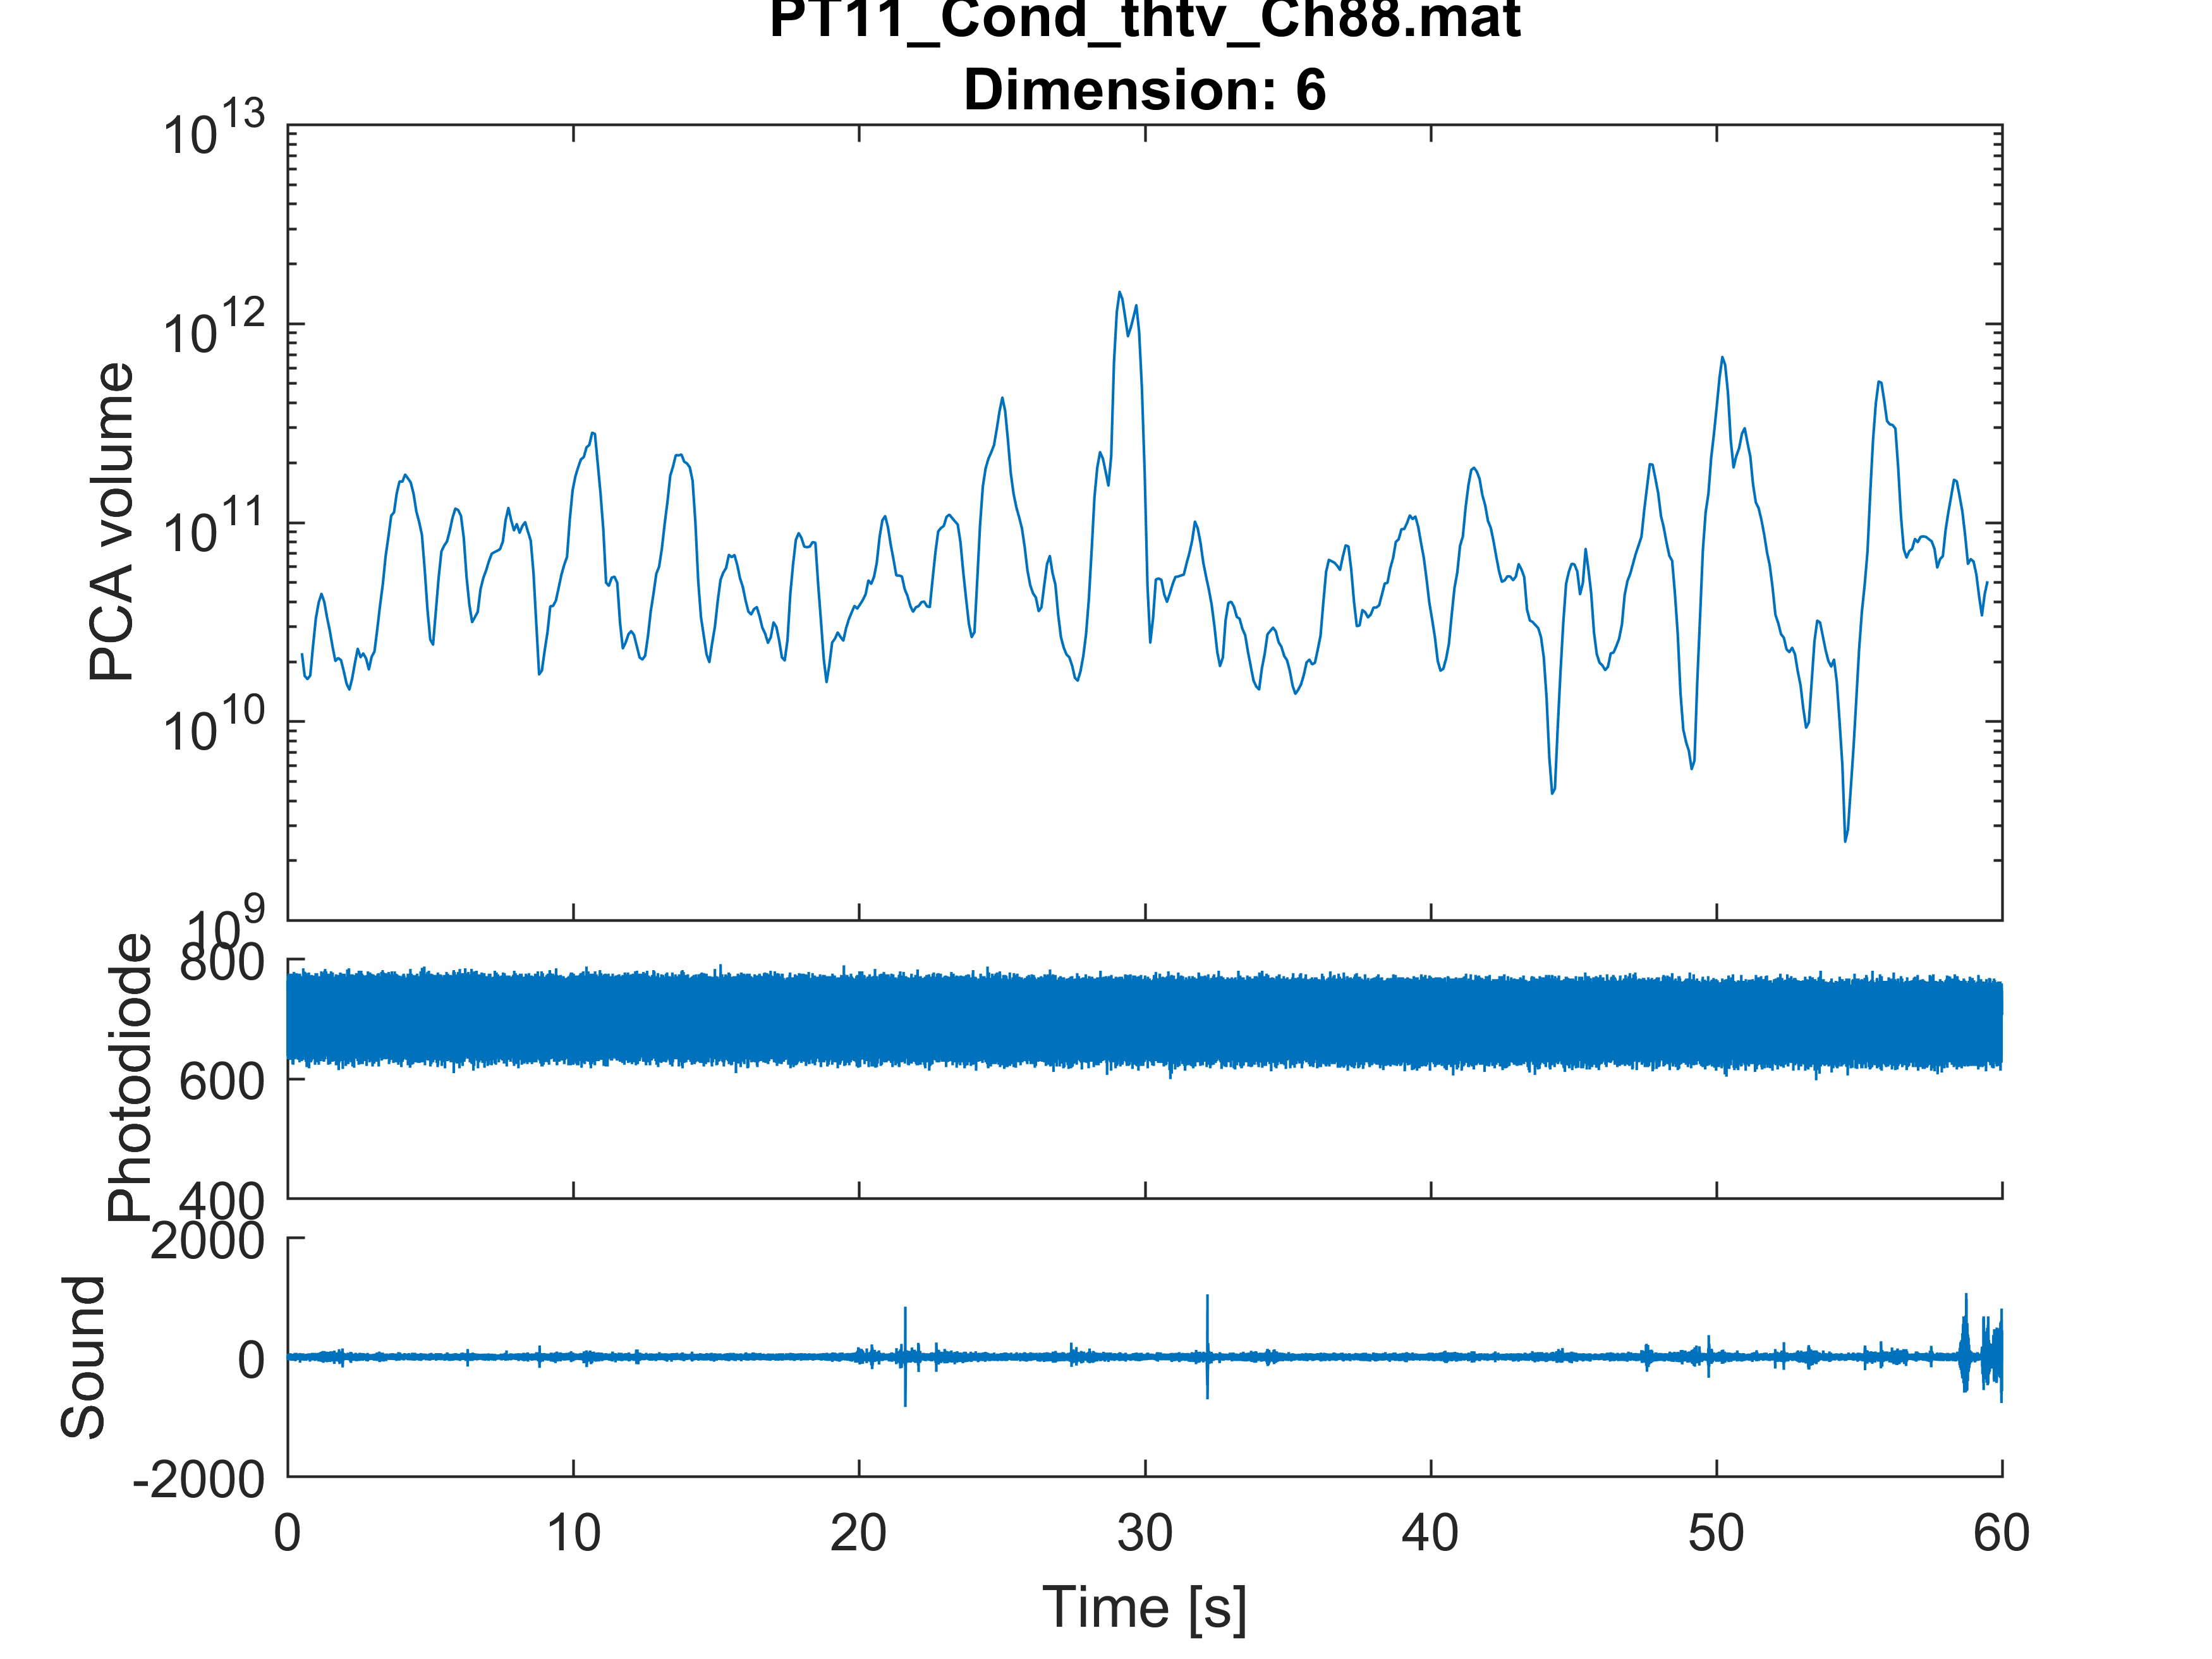 PT11_Cond_thtv_Ch88.mat
Dimension: 6
10^13
10^12
10^11
10^10
10^9
PCA volume
800
600
400
Photodiode
2000
0
-2000
Sound
0 10 20 30 40 50 60
Time [s]